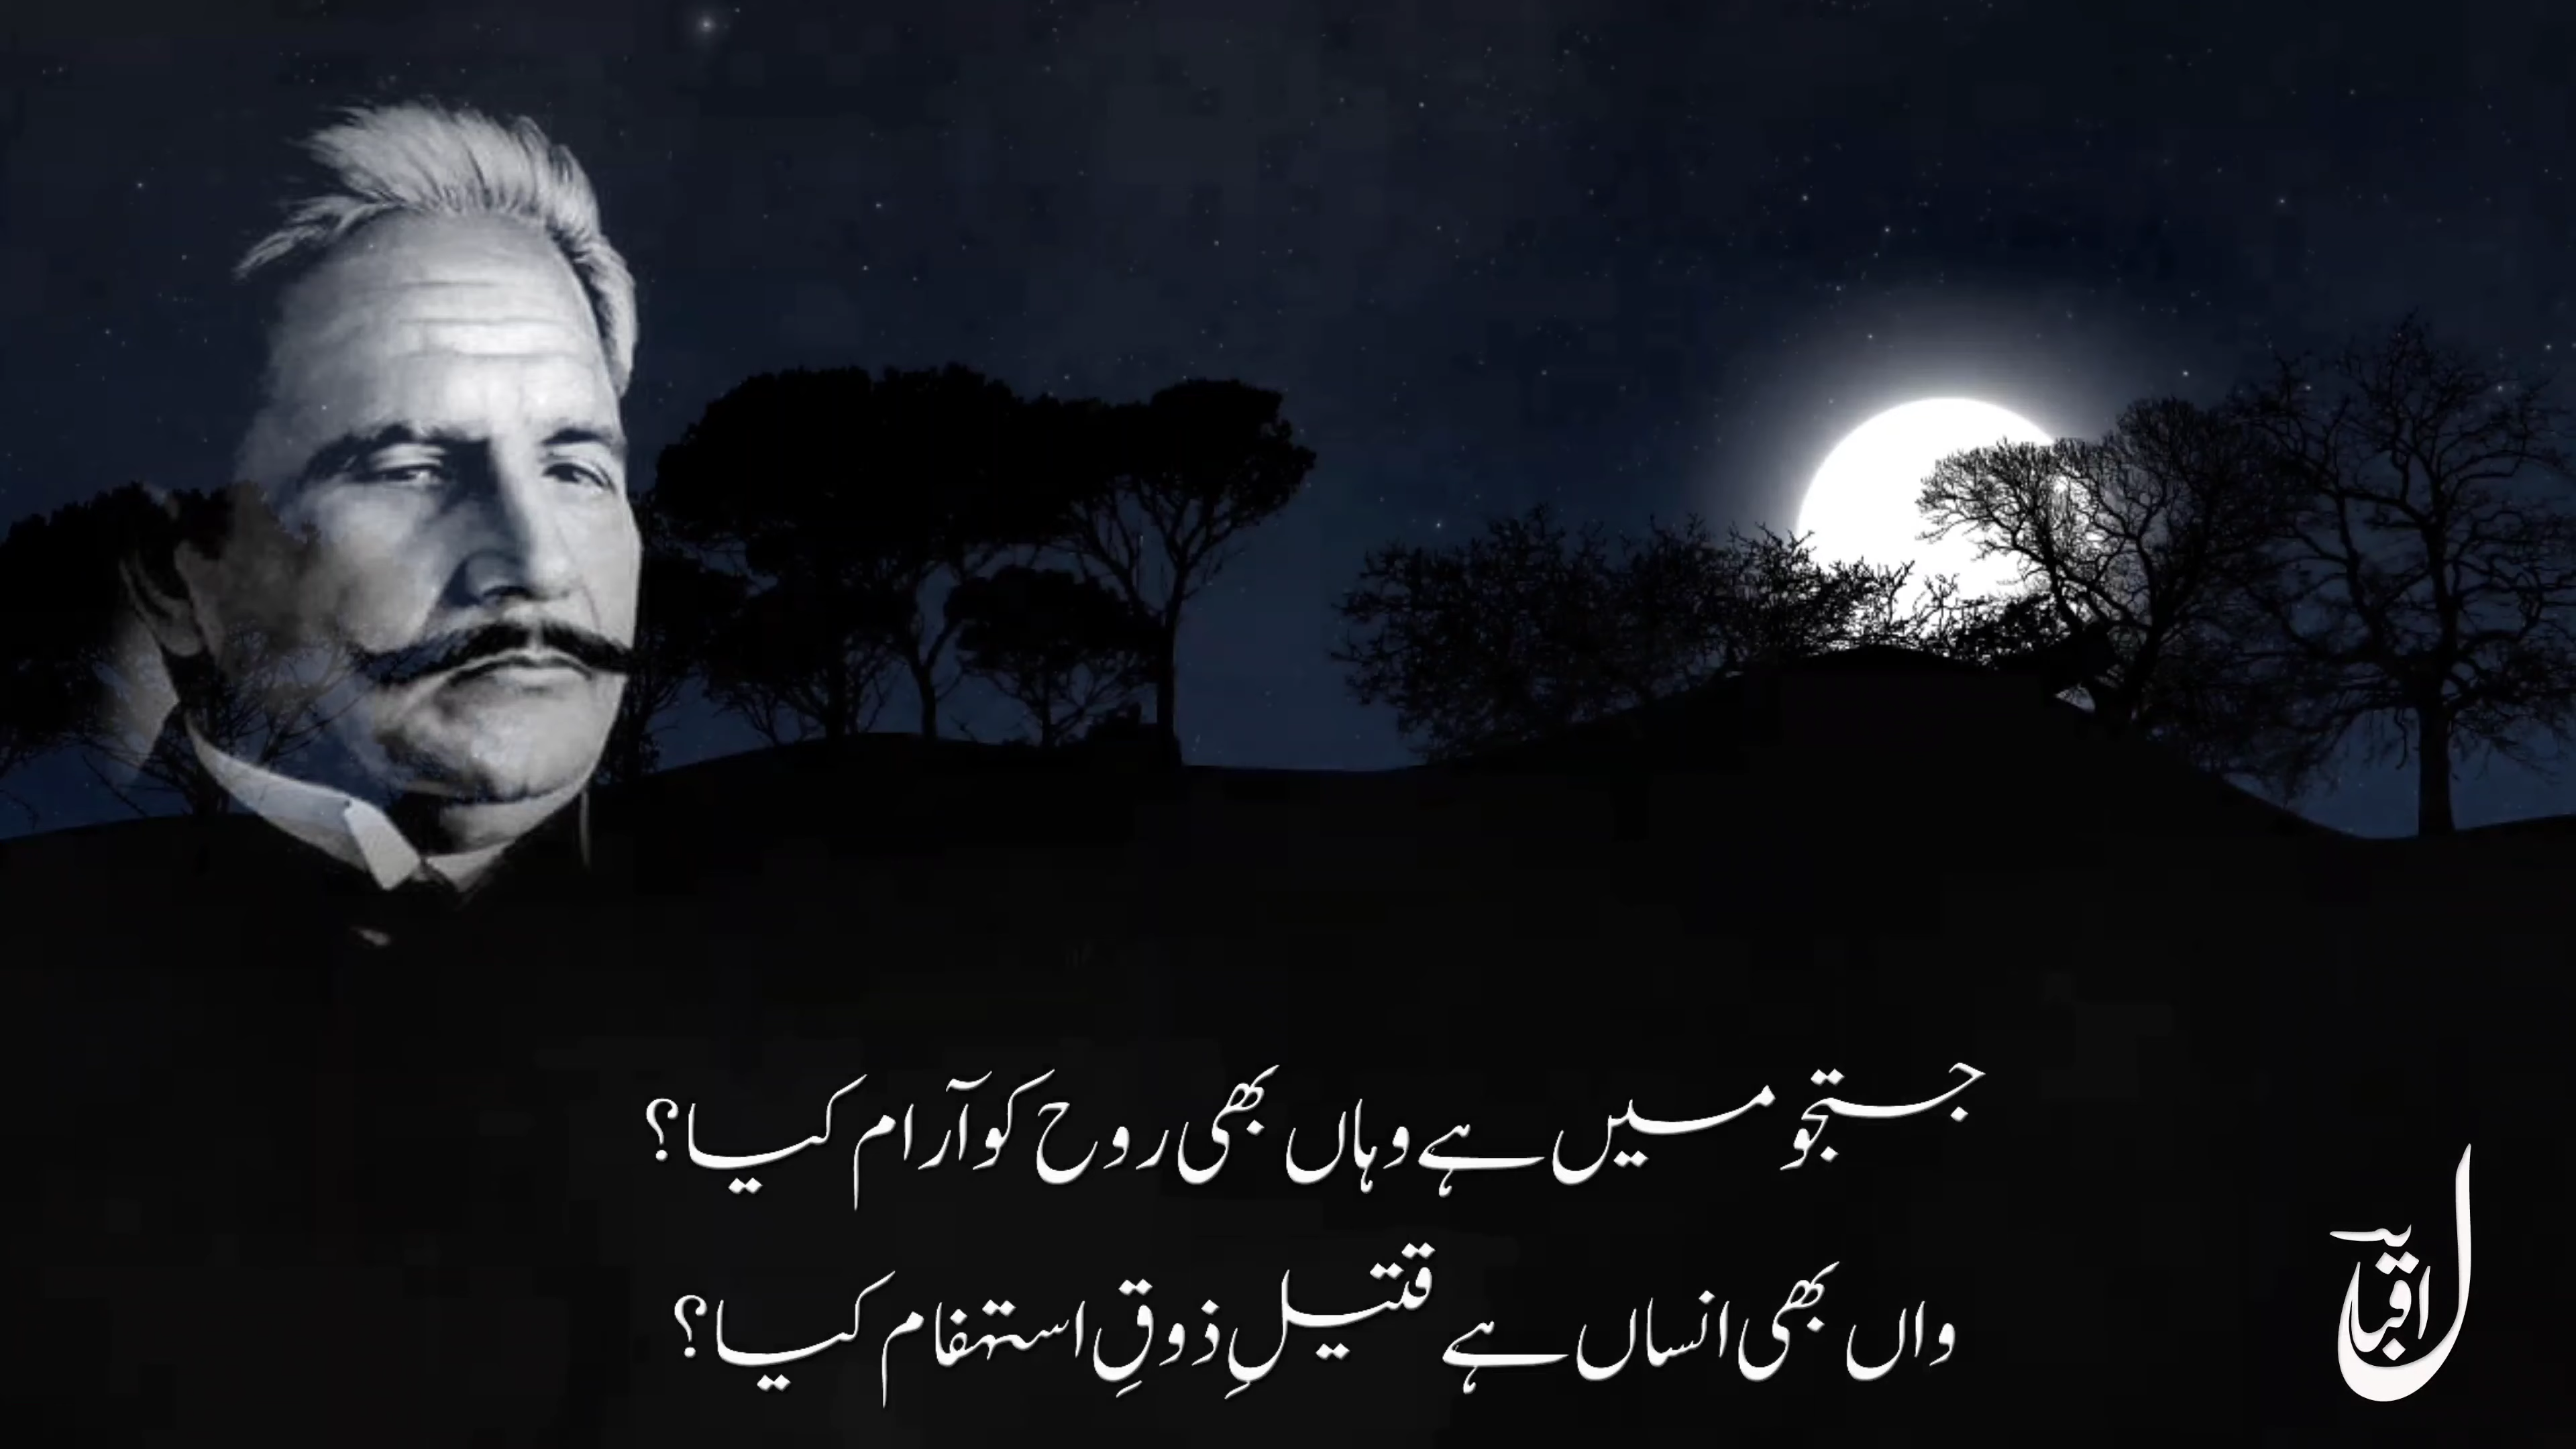 جستجو میں ہے وہاں بھی روح کو آرام کیا؟
واں بھی انساں ہے قتیلِ ذوقِ استفہام کیا؟
اقبال